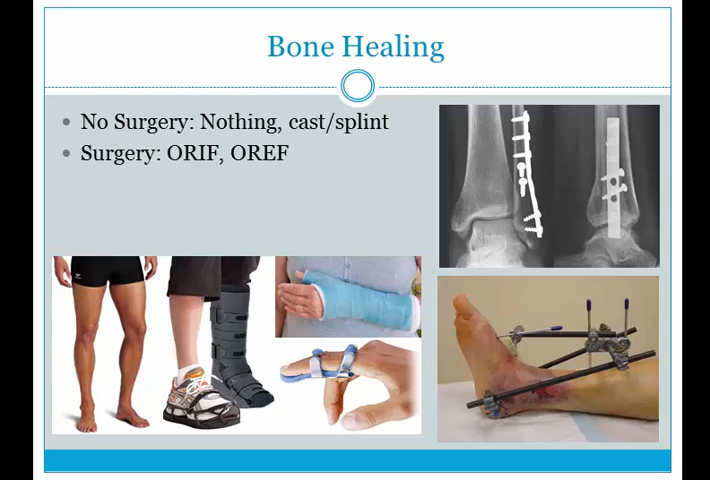 Bone Healing
No Surgery: Nothing, cast/splint
Surgery: ORIF, OREF